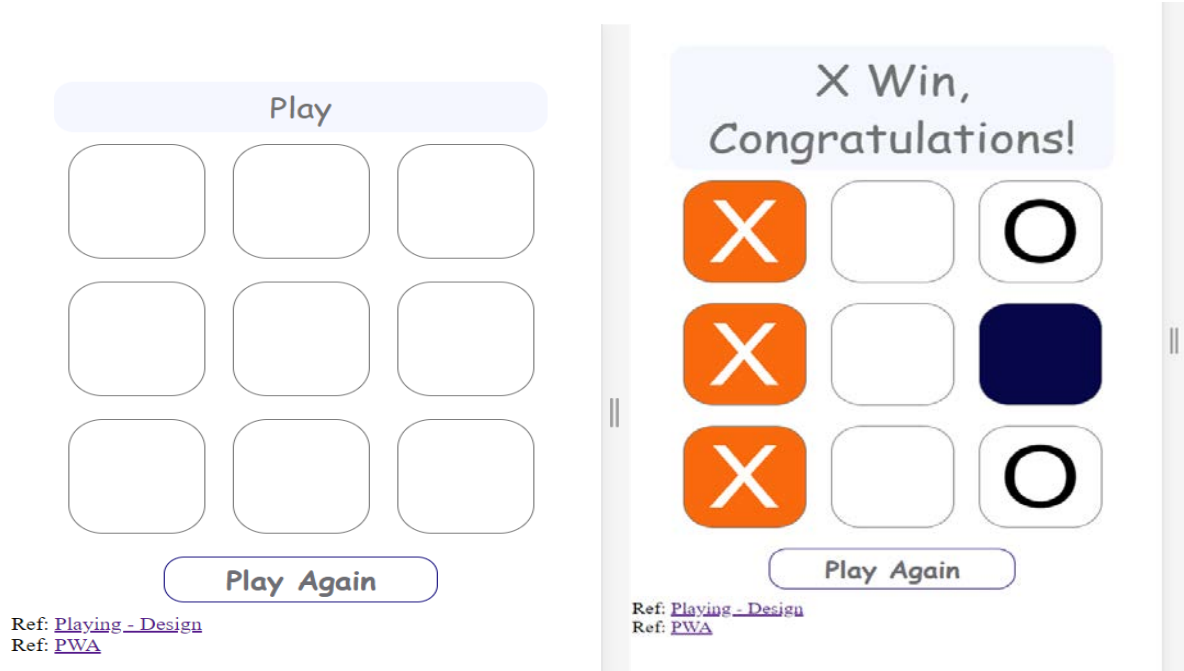 Play
Play Again
Ref: Playing - Design
Ref: PWA
X Win,
Congratulations!
X O
X
X O
Play Again
Ref: Playing - Design
Ref: PWA